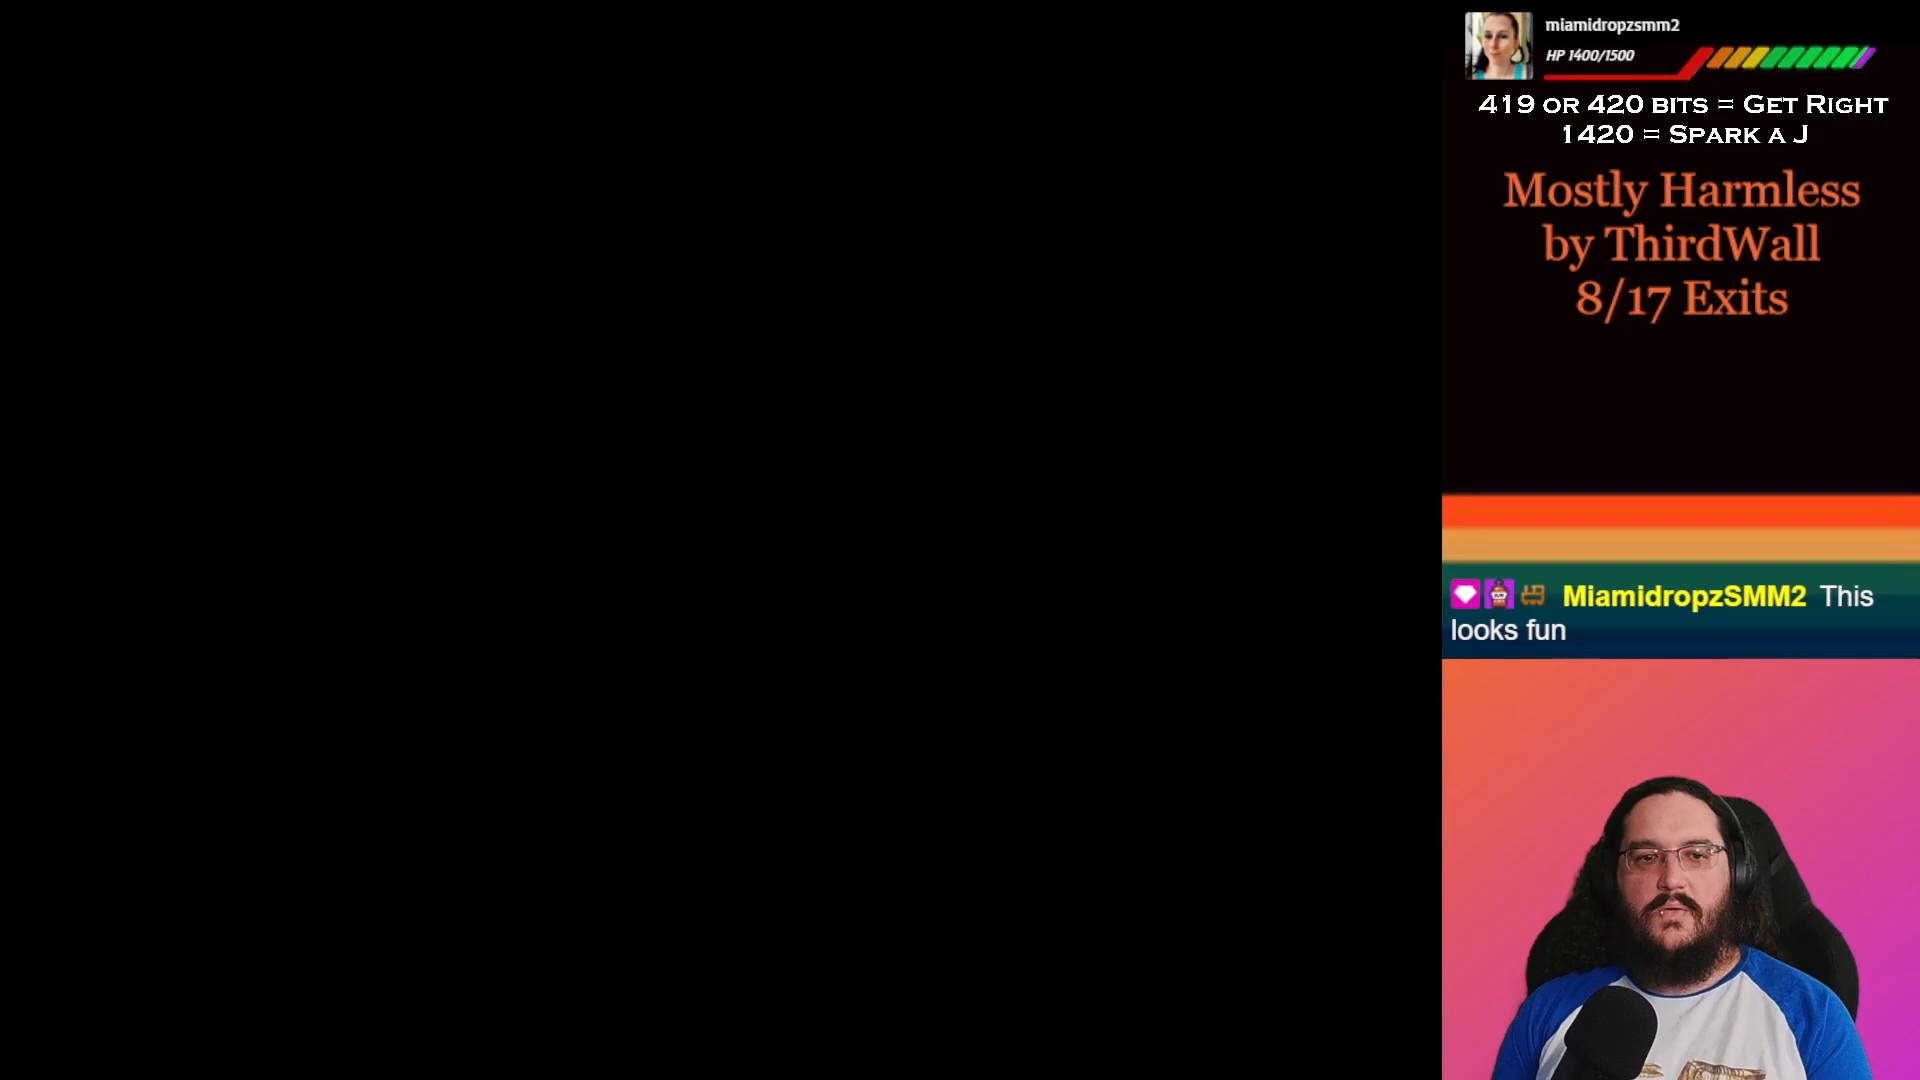 miamidropzsmm2
HP 1400/1500
419 OR 420 BITS = GET RIGHT
1420 = SPARK A J
Mostly Harmless
by ThirdWall
8/17 Exits
MiamidropzSMM2 This
looks fun